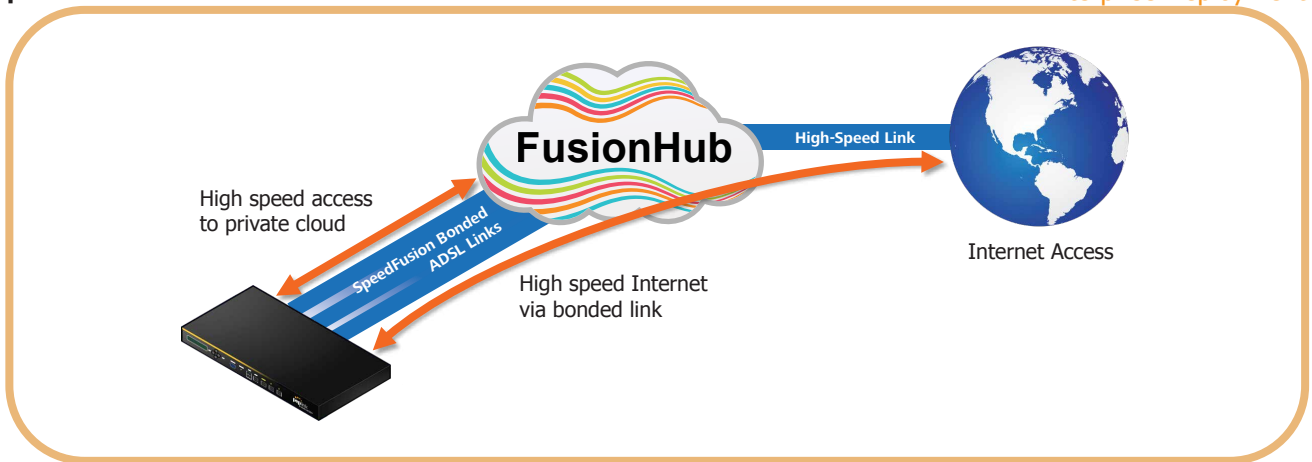 FusionHub
High-Speed Link
High speed access
to private cloud
SpeedFusion Bonded
ADSL Links
Internet Access
High speed Internet
via bonded link